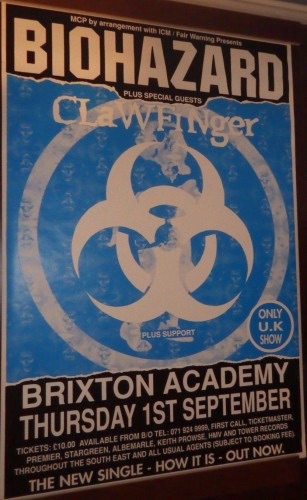 MCP by arrangement with ICM / Fair Warning Presents
BIOHAZARD
PLUS SPECIAL GUESTS
CLaWFINger
PLUS SUPPORT
ONLY
U.K
SHOW
BRIXTON ACADEMY
THURSDAY 1ST SEPTEMBER
TICKETS: £10.00 AVAILABLE FROM B/O TEL: 071 924 9999, FIRST CALL, TICKETMASTER,
PREMIER, STARGREEN, ALBEMARLE, KEITH PROWSE, HMV AND TOWER RECORDS
THROUGHOUT THE SOUTH EAST AND ALL USUAL AGENTS (SUBJECT TO BOOKING FEE).
THE NEW SINGLE - HOW IT IS - OUT NOW.